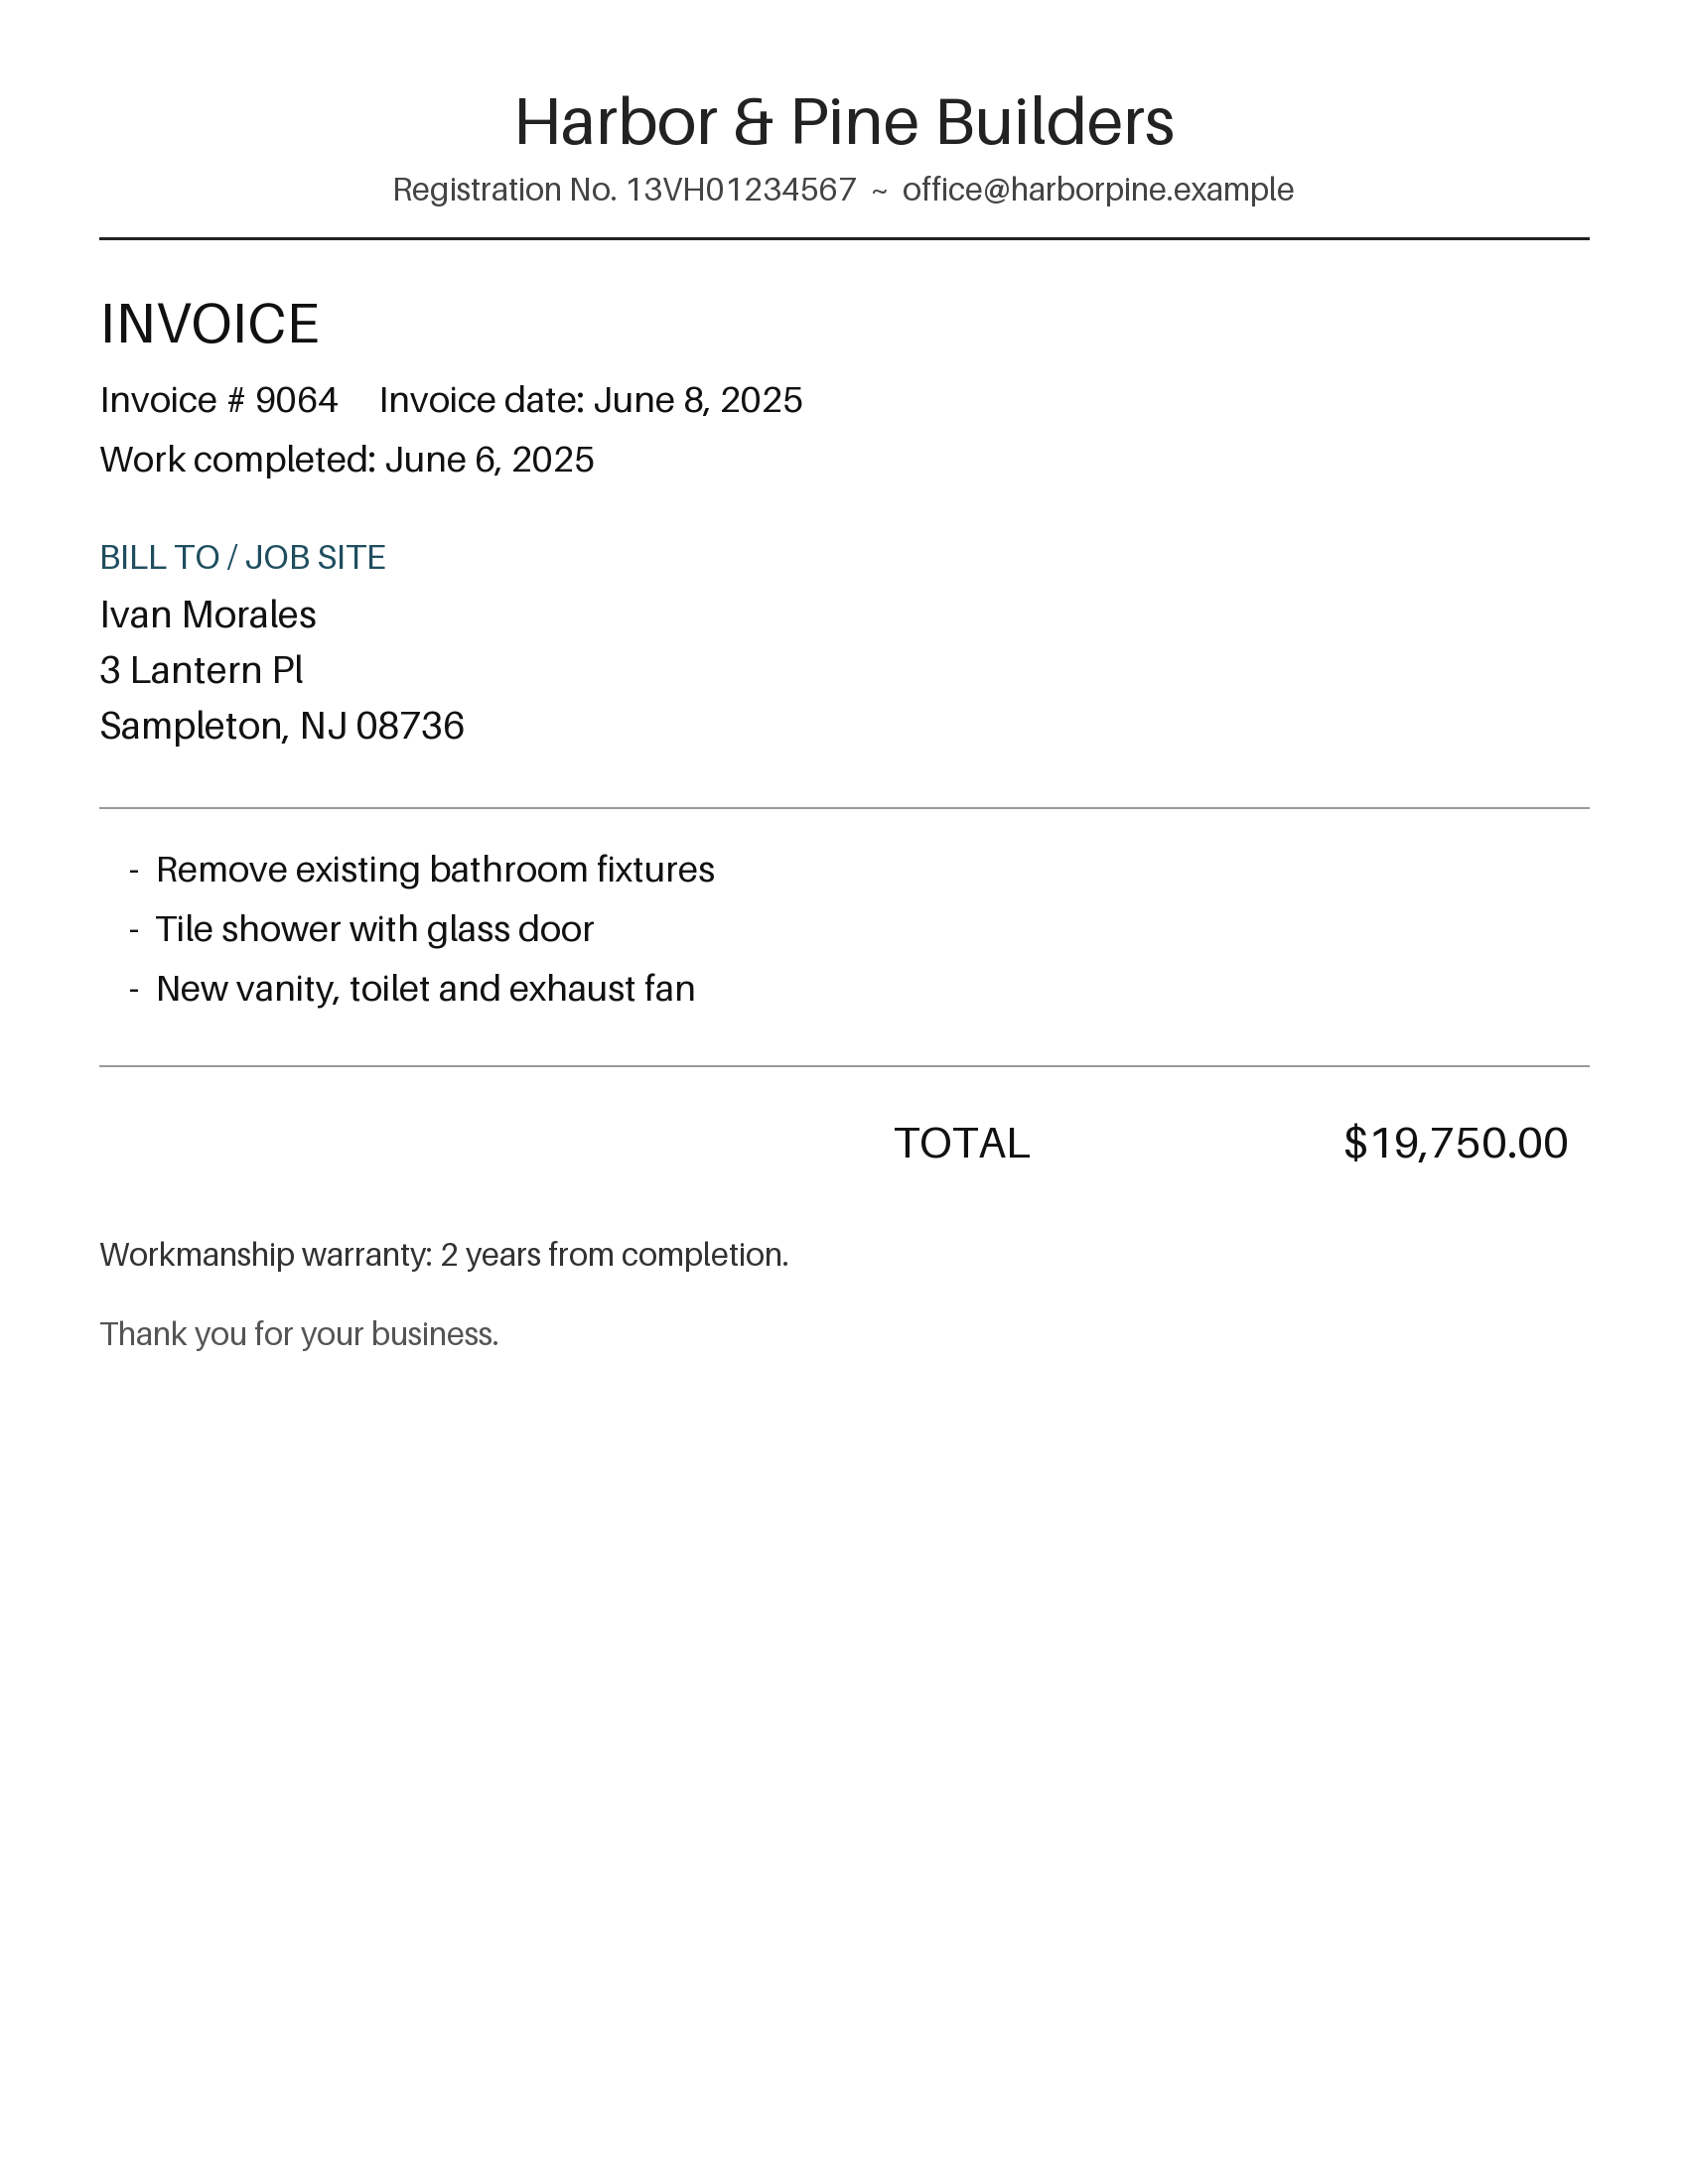 Harbor & Pine Builders
Registration No. 13VH01234567 ~ office@harborpine.example
INVOICE
Invoice # 9064 Invoice date: June 8, 2025
Work completed: June 6, 2025
BILL TO / JOB SITE
Ivan Morales
3 Lantern Pl
Sampleton, NJ 08736
- Remove existing bathroom fixtures
- Tile shower with glass door
- New vanity, toilet and exhaust fan
TOTAL $19,750.00
Workmanship warranty: 2 years from completion.
Thank you for your business.